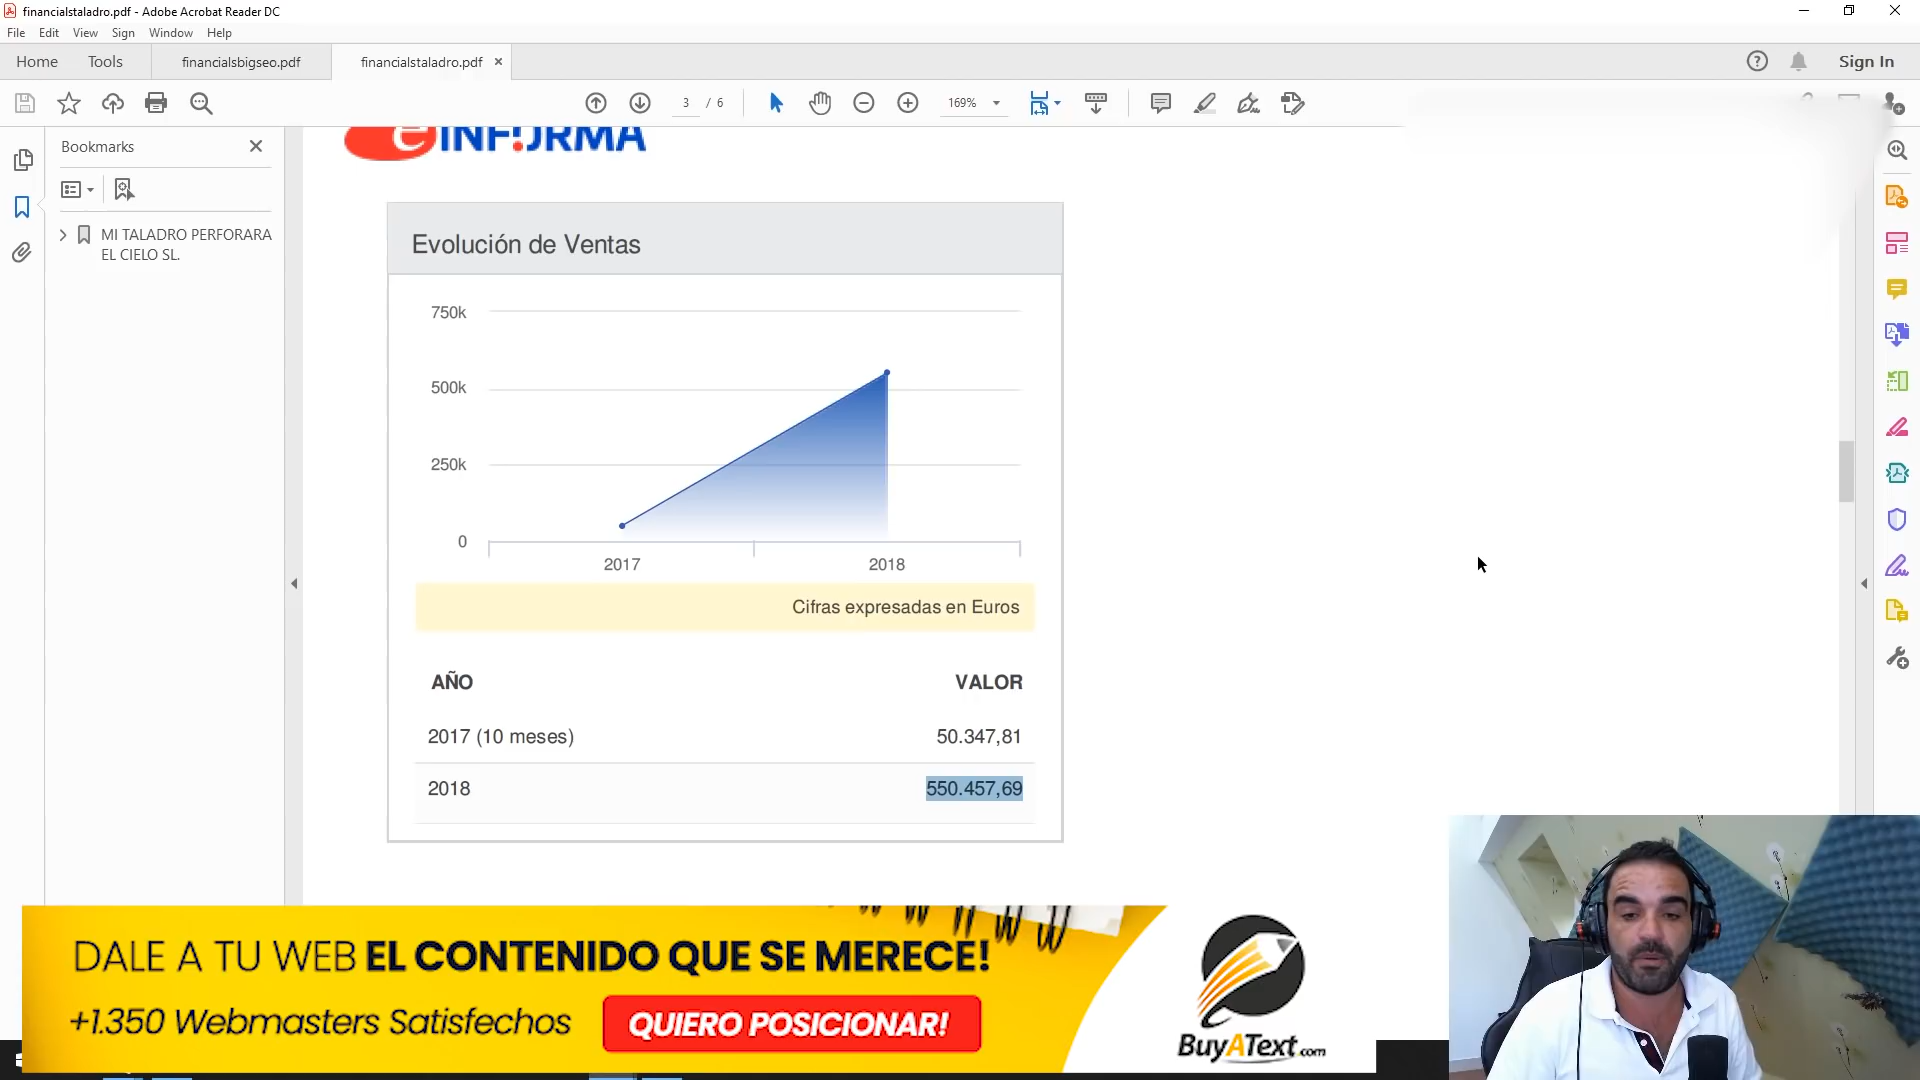 financialstaladro.pdf - Adobe Acrobat Reader DC
File Edit View Sign Window Help
Home Tools financialsbigseo.pdf financialstaladro.pdf Sign In
3 / 6 169%
Bookmarks
MI TALADRO PERFORARA
EL CIELO SL.
eINFORMA
Evolución de Ventas
750k
500k
250k
0
2017 2018
Cifras expresadas en Euros
AÑO VALOR
2017 (10 meses) 50.347,81
2018 550.457,69
DALE A TU WEB EL CONTENIDO QUE SE MERECE!
+1.350 Webmasters Satisfechos QUIERO POSICIONAR!
BuyAText.com